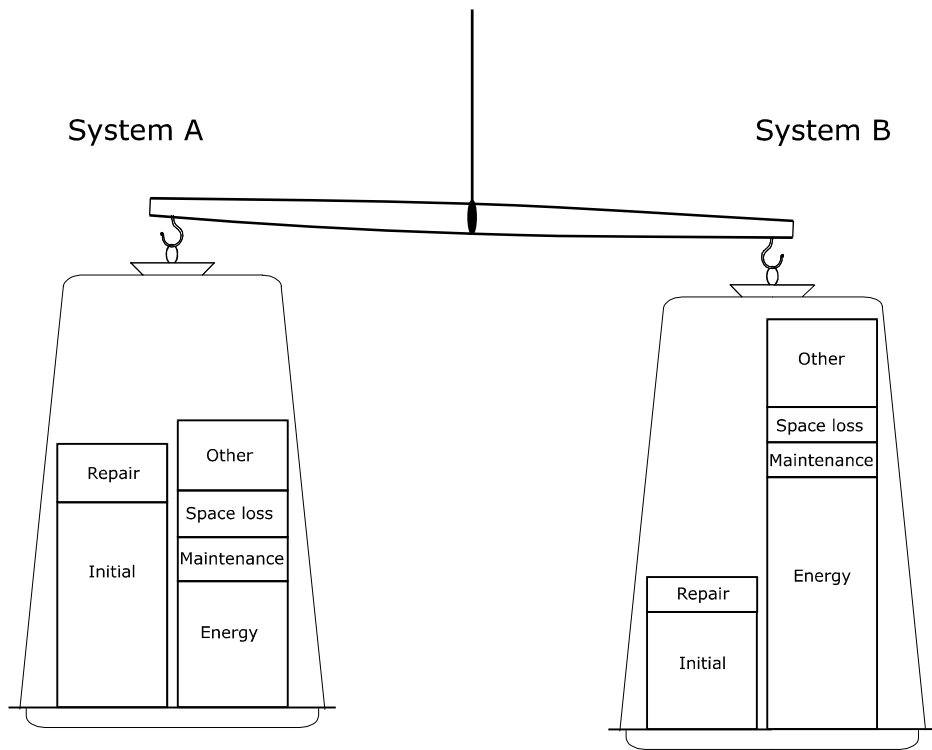 System A
System B
Repair
Initial
Other
Space loss
Maintenance
Energy
Repair
Initial
Other
Space loss
Maintenance
Energy